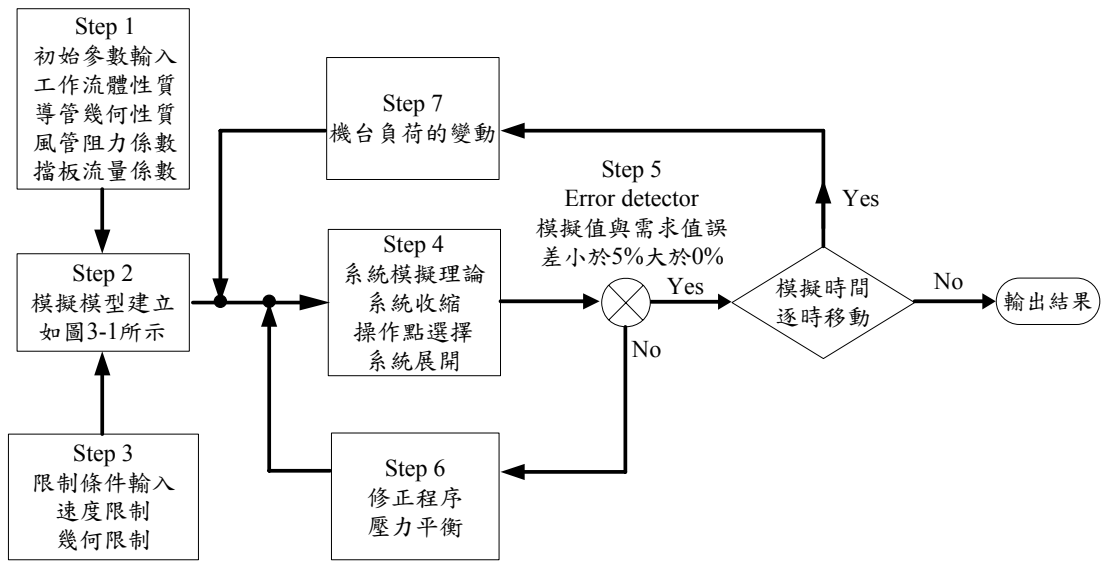 Step 1
初始參數輸入
工作流體性質
導管幾何性質
風管阻力係數
擋板流量係數
Step 7
機台負荷的變動
Step 5
Error detector
模擬值與需求值誤
差小於5%大於0%
Yes
Step 2
模擬模型建立
如圖3-1所示
Step 4
系統模擬理論
系統收縮
操作點選擇
系統展開
Yes
No
模擬時間
逐時移動
No
輸出結果
Step 3
限制條件輸入
速度限制
幾何限制
Step 6
修正程序
壓力平衡